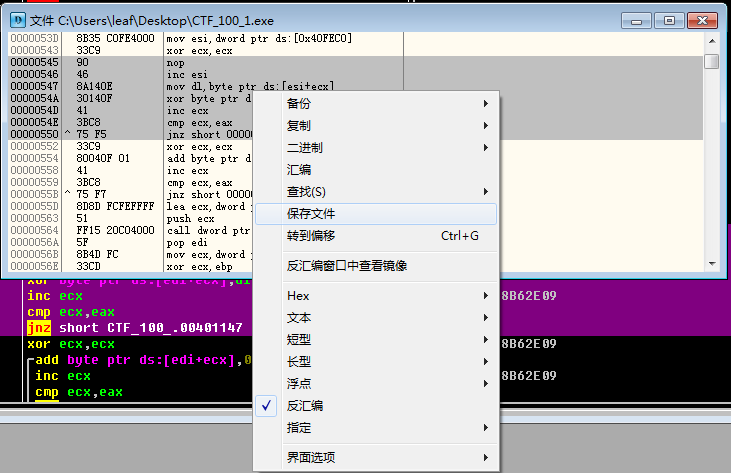 文件 C:\Users\leaf\Desktop\CTF_100_1.exe
0000053D 8B35 C0FE4000 mov esi,dword ptr ds:[0x40FEC0]
00000543 33C9 xor ecx,ecx
00000545 90 nop
00000546 46 inc esi
00000547 8A140E mov dl,byte ptr ds:[esi+ecx]
0000054A 30140F xor byte ptr d
0000054D 41 inc ecx
0000054E 3BC8 cmp ecx,eax
00000550 ^ 75 F5 jnz short 0000
00000552 33C9 xor ecx,ecx
00000554 80040F 01 add byte ptr d
00000558 41 inc ecx
00000559 3BC8 cmp ecx,eax
0000055B ^ 75 F7 jnz short 0000
0000055D 8D8D FCFEFFFF lea ecx,dword p
00000563 51 push ecx
00000564 FF15 20C04000 call dword ptr
0000056A 5F pop edi
0000056B 8B4D FC mov ecx,dword p
0000056E 33CD xor ecx,ebp
备份
复制
二进制
汇编
查找(S)
保存文件
转到偏移 Ctrl+G
反汇编窗口中查看镜像
Hex
文本
短型
长型
浮点
反汇编
指定
界面选项
xor byte ptr ds:[edi+ecx],dl
inc ecx 8B62E09
cmp ecx,eax
jnz short CTF_100_.00401147
xor ecx,ecx 8B62E09
add byte ptr ds:[edi+ecx],0
inc ecx 8B62E09
cmp ecx,eax